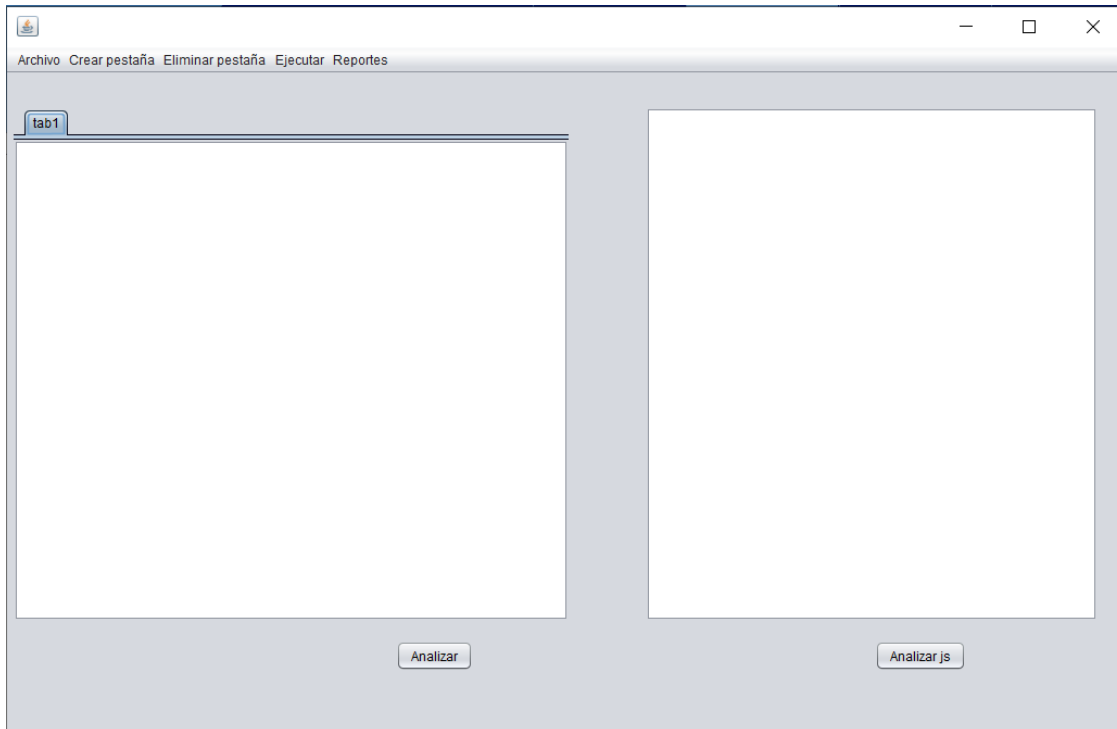 Archivo Crear pestaña Eliminar pestaña Ejecutar Reportes
tab1
Analizar
Analizar js